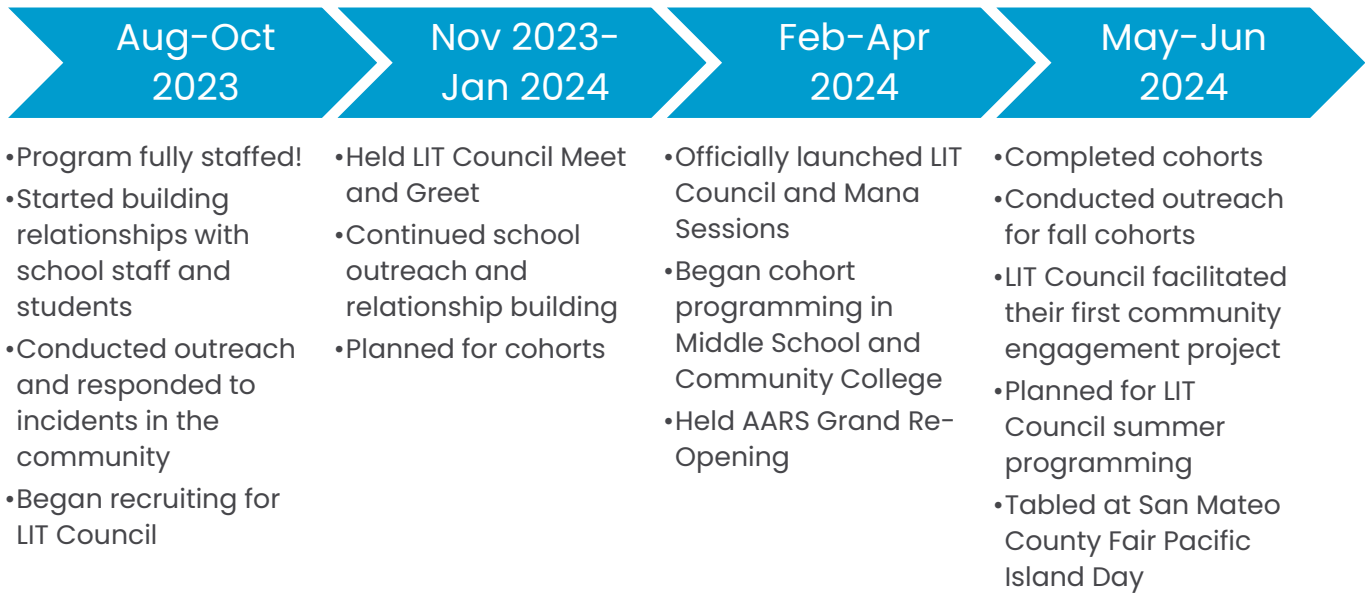 Aug-Oct
2023
Nov 2023-
Jan 2024
Feb-Apr
2024
May-Jun
2024
•Program fully staffed!
•Started building
relationships with
school staff and
students
•Conducted outreach
and responded to
incidents in the
community
•Began recruiting for
LIT Council
•Held LIT Council Meet
and Greet
•Continued school
outreach and
relationship building
•Planned for cohorts
•Officially launched LIT
Council and Mana
Sessions
•Began cohort
programming in
Middle School and
Community College
•Held AARS Grand Re-
Opening
•Completed cohorts
•Conducted outreach
for fall cohorts
•LIT Council facilitated
their first community
engagement project
•Planned for LIT
Council summer
programming
•Tabled at San Mateo
County Fair Pacific
Island Day